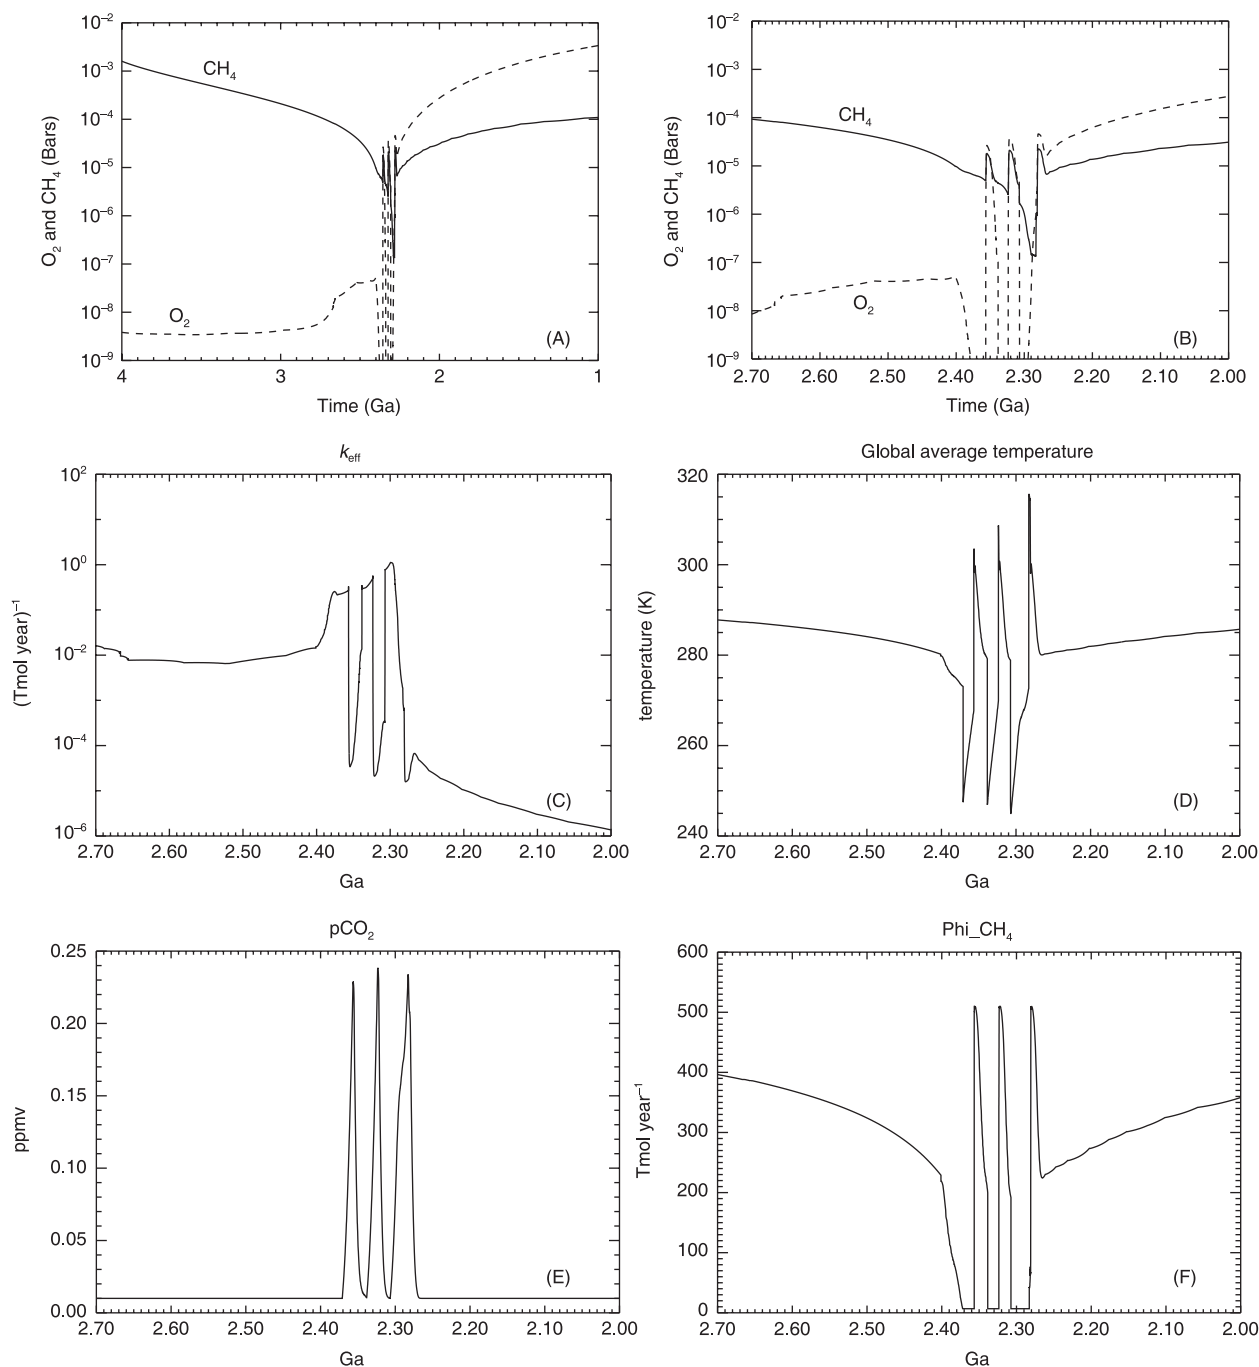 10⁻²
10⁻³
10⁻⁴
10⁻⁵
10⁻⁶
10⁻⁷
10⁻⁸
10⁻⁹
O₂ and CH₄ (Bars)
CH₄
O₂
(A)
4 3 2 1
Time (Ga)
10⁻²
10⁻³
10⁻⁴
10⁻⁵
10⁻⁶
10⁻⁷
10⁻⁸
10⁻⁹
O₂ and CH₄ (Bars)
CH₄
O₂
(B)
2.70 2.60 2.50 2.40 2.30 2.20 2.10 2.00
Time (Ga)
k_eff
10²
10⁰
10⁻²
10⁻⁴
10⁻⁶
(Tmol year)⁻¹
(C)
2.70 2.60 2.50 2.40 2.30 2.20 2.10 2.00
Ga
Global average temperature
320
300
280
260
240
temperature (K)
(D)
2.70 2.60 2.50 2.40 2.30 2.20 2.10 2.00
Ga
pCO₂
0.25
0.20
0.15
0.10
0.05
0.00
ppmv
(E)
2.70 2.60 2.50 2.40 2.30 2.20 2.10 2.00
Ga
Phi_CH₄
600
500
400
300
200
100
0
Tmol year⁻¹
(F)
2.70 2.60 2.50 2.40 2.30 2.20 2.10 2.00
Ga